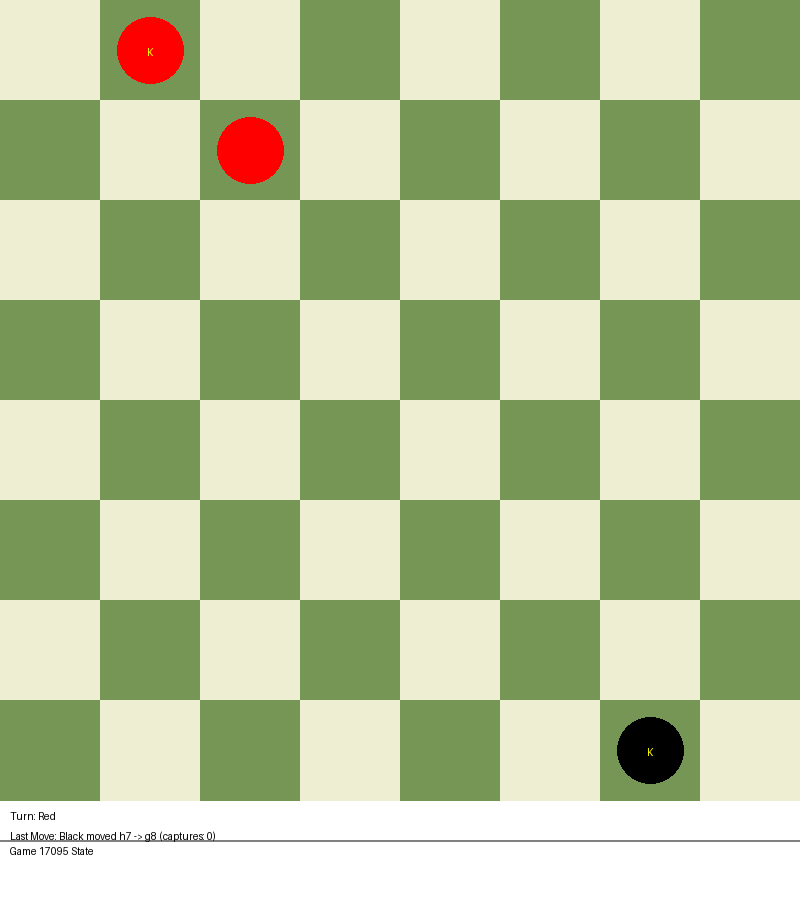 K
K
Turn: Red
Last Move: Black moved h7 -> g8 (captures: 0)
Game 17095 State